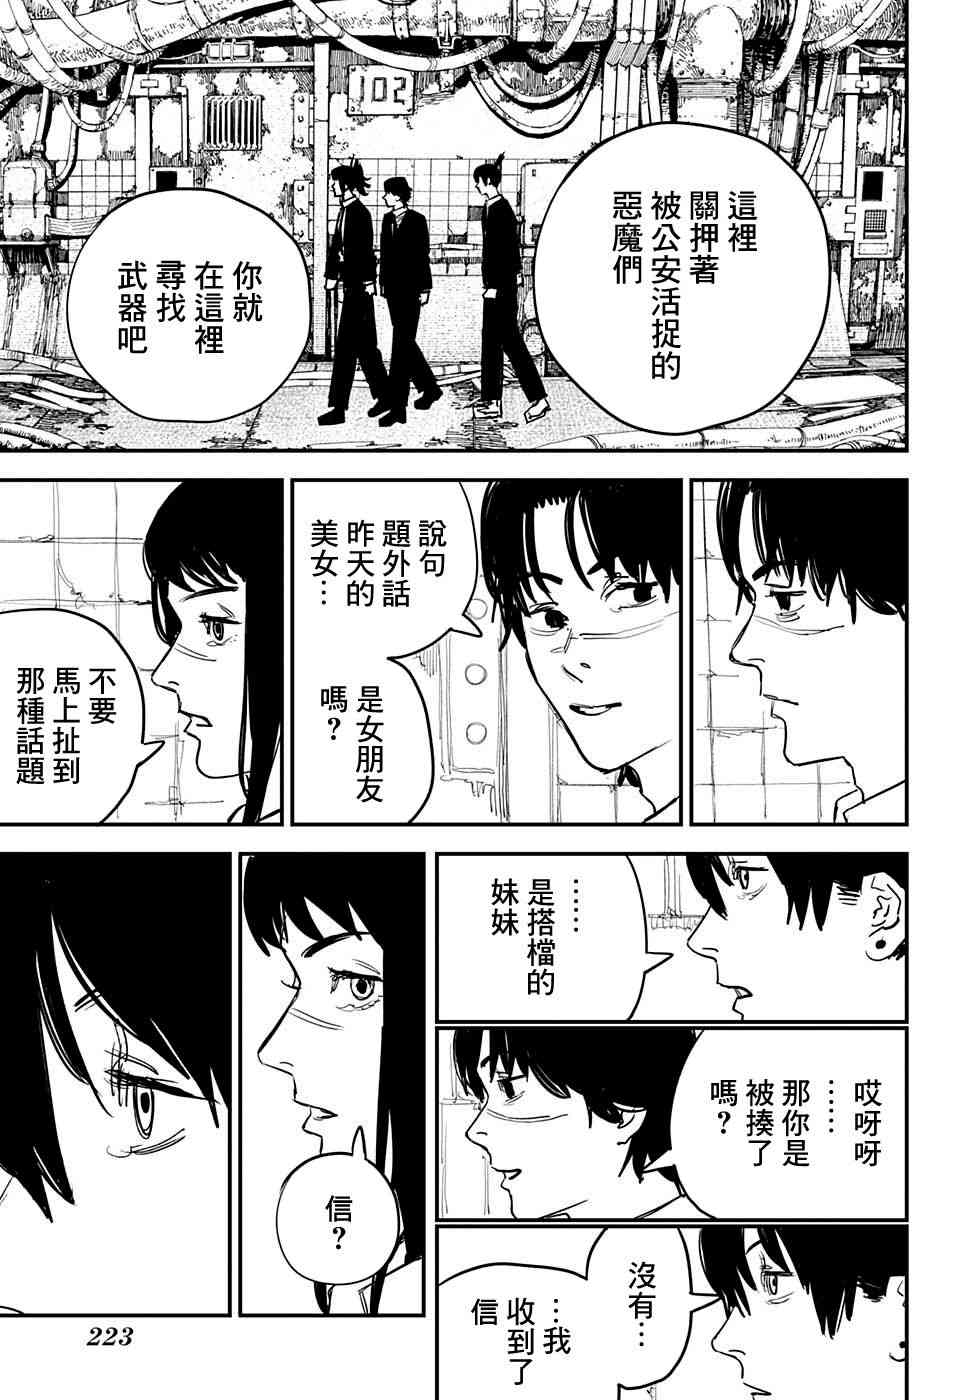 102
這裡
關押著
被公安活捉的
惡魔們
你就
在這裡
尋找
武器吧
說句
題外話
昨天的
美女…
是女朋友
嗎?
不要
馬上扯到
那種話題
……
是搭檔的
妹妹
哎呀呀
……
那你是
被揍了
嗎?
沒有…
…我
收到了
信
信?
223